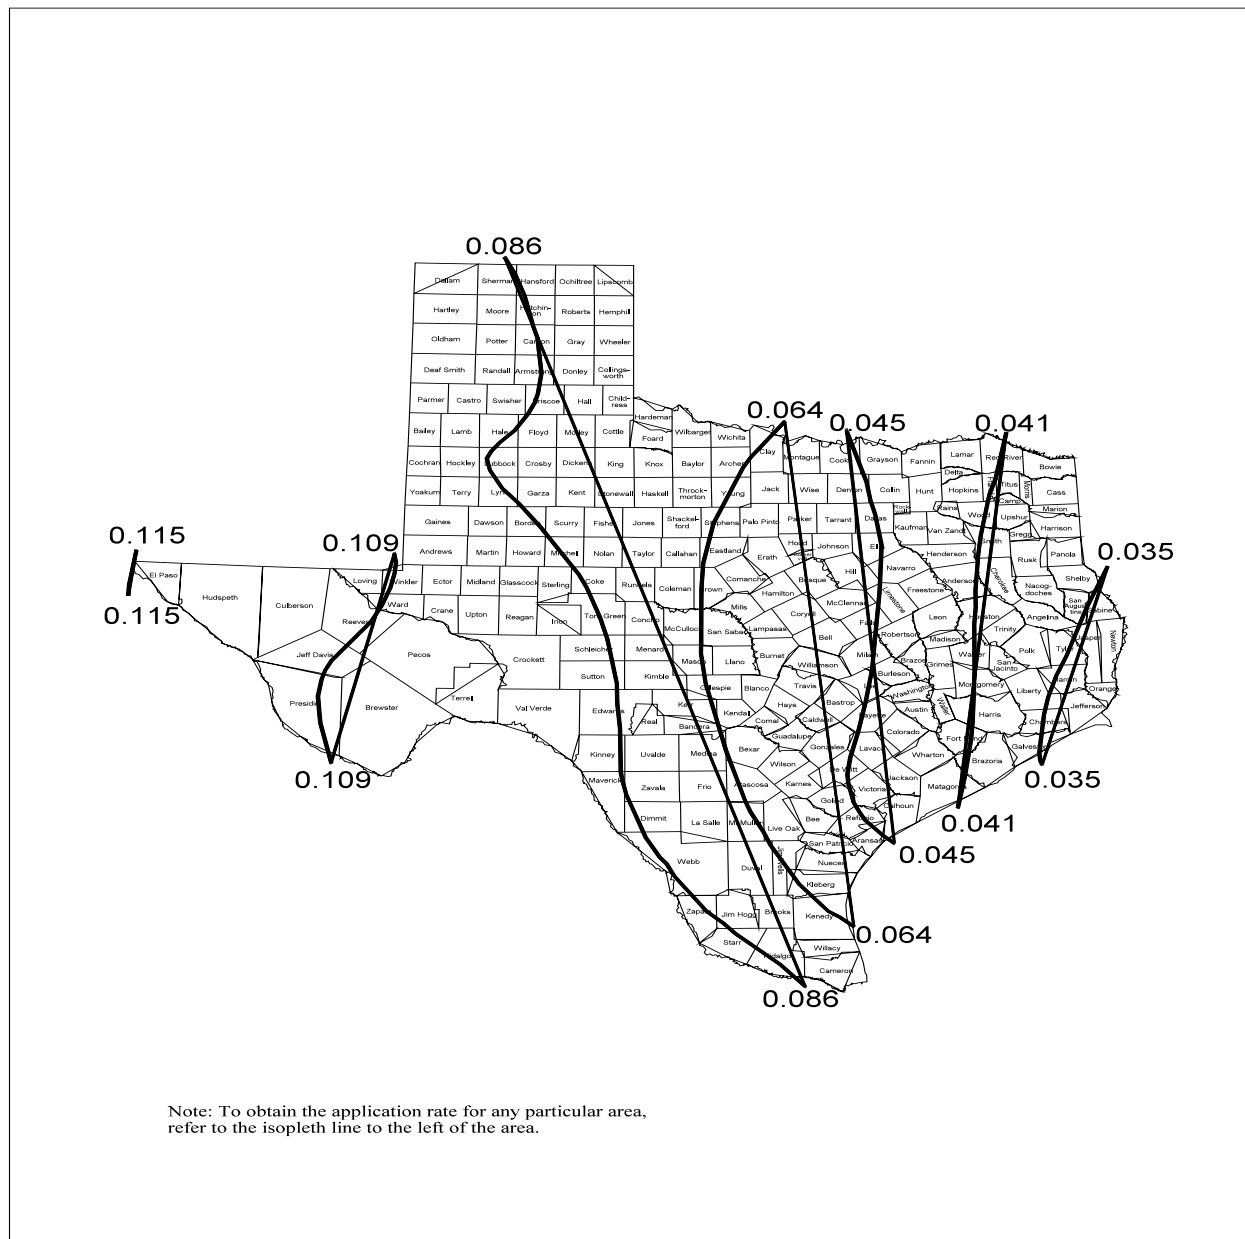 0.086
Dallam Sherman Hansford Ochiltree Lipscomb
Hartley Moore Roberts Hemphill
Oldham Potter Carson Gray Wheeler
Deaf Smith Randall Armstrong Donley Collings-
worth
Parmer Castro Swisher Briscoe Hall Child-
ress
0.064 0.045 0.041
Hardeman
Bailey Lamb Hale Floyd Motley Cottle Foard Wilbarger Wichita Clay Montague Cook Grayson Fannin Lamar Red River Bowie
Cochran Hockley Lubbock Crosby Dickens King Knox Baylor Archer Delta
Yoakum Terry Lynn Garza Kent Stonewall Haskell Throck-
morton Young Jack Wise Denton Collin Hunt Hopkins Titus Morris Cass
Camp Marion
Rains Wood Upshur
Gaines Dawson Borden Scurry Fisher Jones Shackel-
ford Stephens Palo Pinto Parker Tarrant Dallas Kaufman Van Zandt Gregg Harrison
0.115 0.109 0.035
Andrews Martin Howard Mitchell Nolan Taylor Callahan Eastland Erath Hood Johnson Ellis Henderson Smith Rusk Panola
El Paso Hudspeth Culberson Loving Winkler Ector Midland Glasscock Sterling Coke Runnels Coleman Brown Comanche Bosque Hill Navarro Anderson Cherokee Nacog-
doches Shelby
0.115
Reeves Ward Crane Upton Reagan Irion Tom Green Concho McCulloch Mills Hamilton McClennan Limestone Freestone Houston Angelina San
Augus-
tine Sabine
San Saba Lampasas Coryell Falls Leon Trinity
Jeff Davis Pecos Crockett Schleicher Menard Bell Robertson Madison Polk Tyler Jasper Newton
Sutton Kimble Mason Llano Burnet Williamson Milam Brazos Grimes Walker San
Jacinto Hardin
Presidio Brewster Terrell Val Verde Edwards Kerr Gillespie Blanco Travis Lee Burleson Washington Montgomery Liberty Orange
Real Bandera Kendall Hays Comal Caldwell Bastrop Fayette Austin Waller Harris Chambers Jefferson
Kinney Uvalde Medina Bexar Guadalupe Gonzales Lavaca Colorado Fort Bend Galveston
0.109
Maverick Zavala Frio Atascosa Wilson Karnes De Witt Jackson Wharton Brazoria
0.035
Dimmit La Salle McMullen Live Oak Bee Goliad Victoria Calhoun Matagorda
0.041
Refugio Aransas San Patricio
0.045
Webb Duval Jim Wells Nueces Kleberg
Zapata Jim Hogg Brooks Kenedy
0.064
Starr Hidalgo Willacy
Cameron
0.086
Note: To obtain the application rate for any particular area,
refer to the isopleth line to the left of the area.